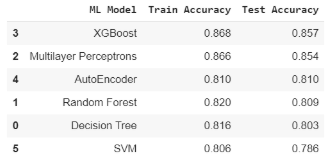 ML Model Train Accuracy Test Accuracy
3 XGBoost 0.868 0.857
2 Multilayer Perceptrons 0.866 0.854
4 AutoEncoder 0.810 0.810
1 Random Forest 0.820 0.809
0 Decision Tree 0.816 0.803
5 SVM 0.806 0.786